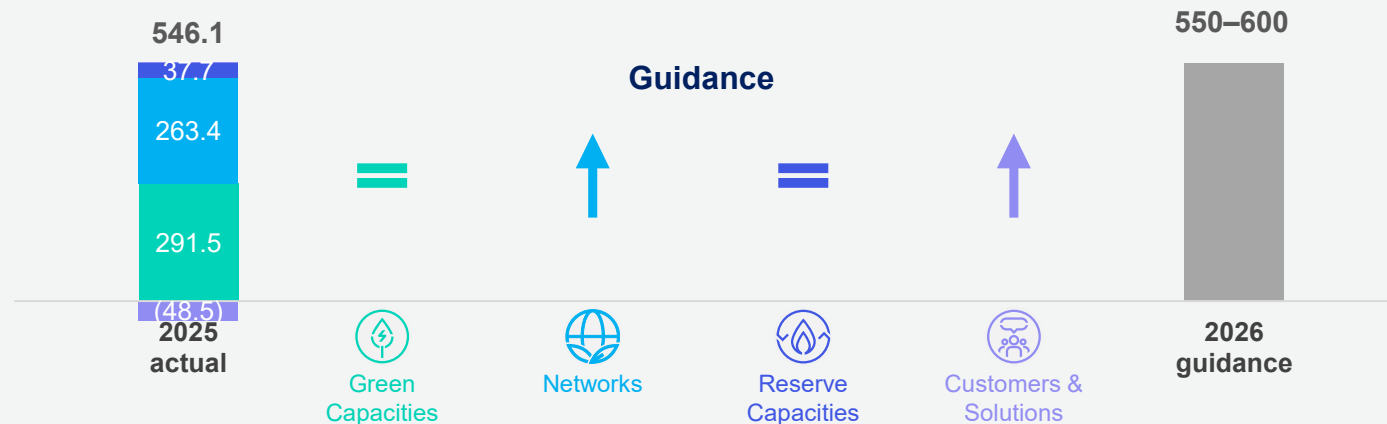 546.1
37.7
263.4
291.5
(48.5)
2025
actual
Guidance
=
=
Green
Capacities
Networks
Reserve
Capacities
Customers &
Solutions
550–600
2026
guidance